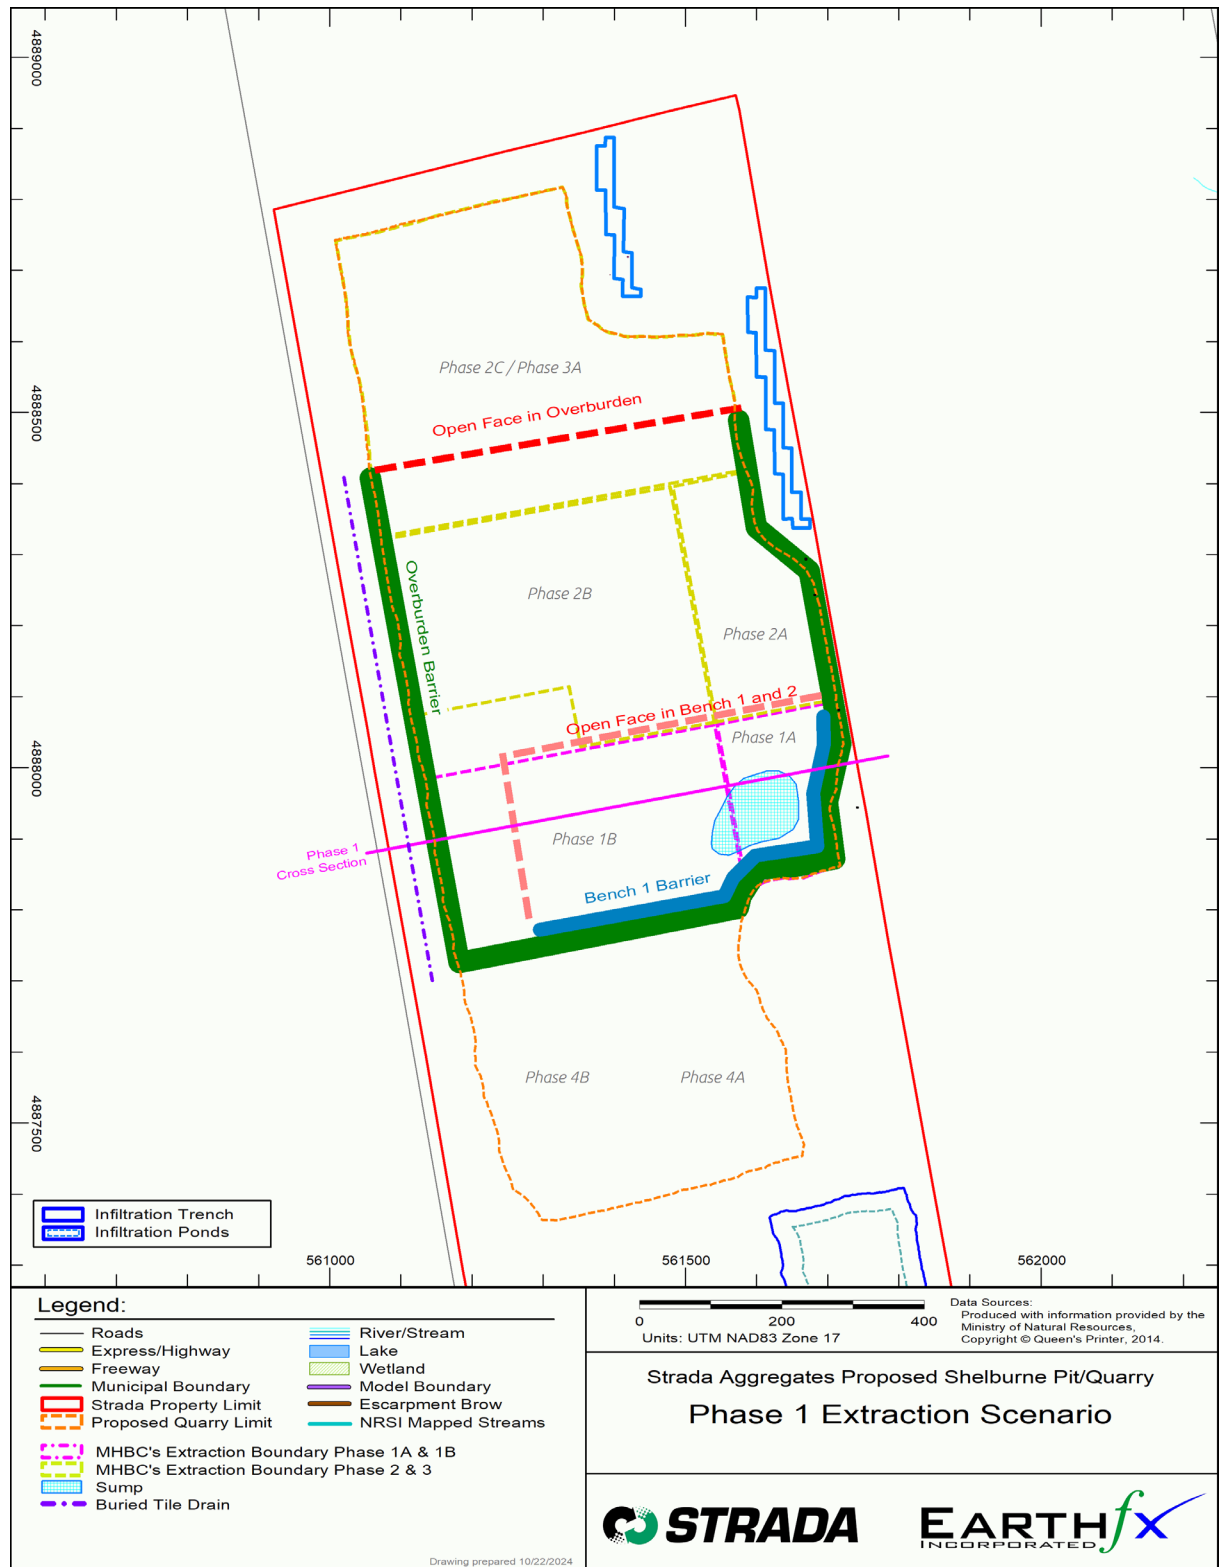 4889000
4888500
4888000
4887500
561000
561500
562000
Phase 2C / Phase 3A
Open Face in Overburden
Overburden Barrier
Phase 2B
Phase 2A
Open Face in Bench 1 and 2
Phase 1A
Phase 1B
Phase 1
Cross Section
Bench 1 Barrier
Phase 4B
Phase 4A
Infiltration Trench
Infiltration Ponds
Legend:
Roads
Express/Highway
Freeway
Municipal Boundary
Strada Property Limit
Proposed Quarry Limit
River/Stream
Lake
Wetland
Model Boundary
Escarpment Brow
NRSI Mapped Streams
MHBC's Extraction Boundary Phase 1A & 1B
MHBC's Extraction Boundary Phase 2 & 3
Sump
Buried Tile Drain
Drawing prepared 10/22/2024
0 200 400
Units: UTM NAD83 Zone 17
Data Sources:
Produced with information provided by the
Ministry of Natural Resources,
Copyright © Queen's Printer, 2014.
Strada Aggregates Proposed Shelburne Pit/Quarry
Phase 1 Extraction Scenario
STRADA
EARTHfx
INCORPORATED